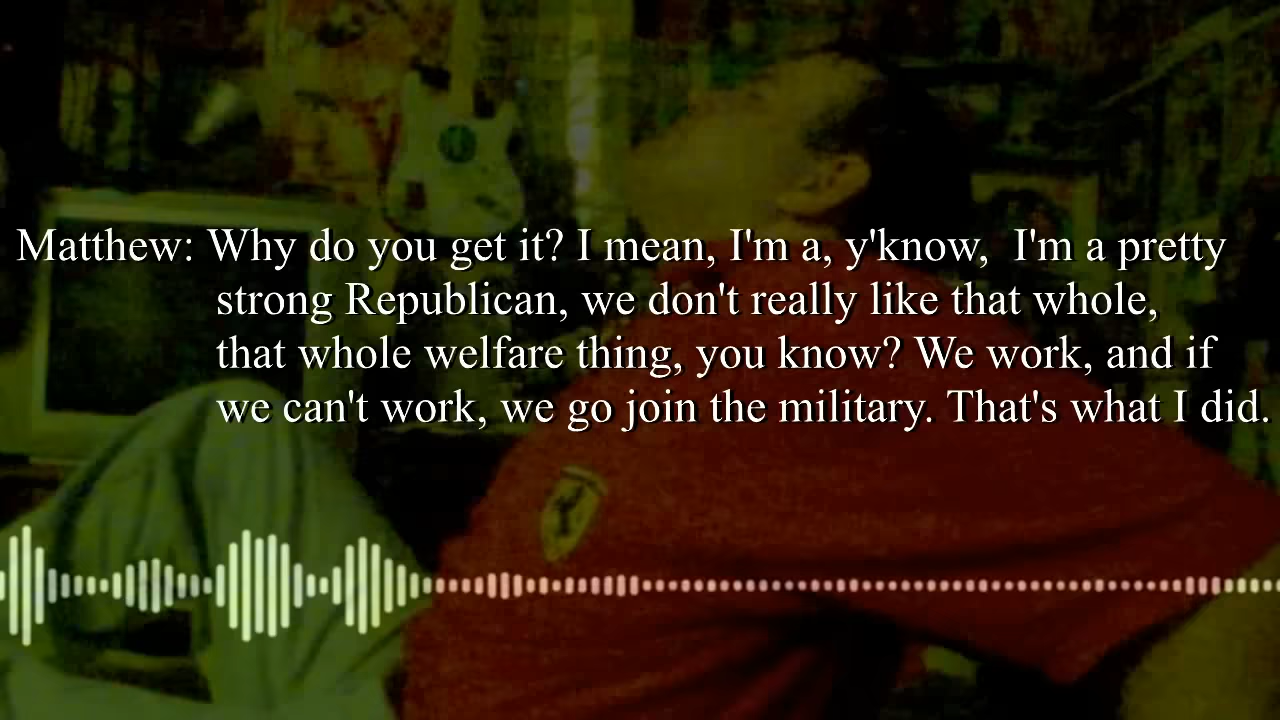 Matthew: Why do you get it? I mean, I'm a, y'know,  I'm a pretty
strong Republican, we don't really like that whole,
that whole welfare thing, you know? We work, and if
we can't work, we go join the military. That's what I did.